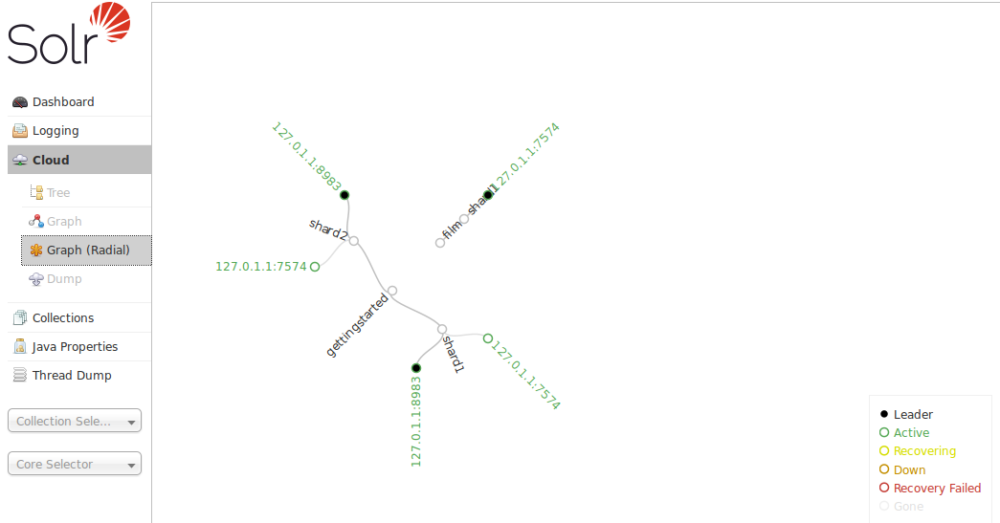 Solr
Dashboard
Logging
Cloud
Tree
Graph
Graph (Radial)
Dump
Collections
Java Properties
Thread Dump
Collection Sele...
Core Selector
127.0.1.1:8983
127.0.1.1:7574
shard1
film
shard2
127.0.1.1:7574
gettingstarted
shard1
127.0.1.1:7574
127.0.1.1:8983
Leader
Active
Recovering
Down
Recovery Failed
Gone